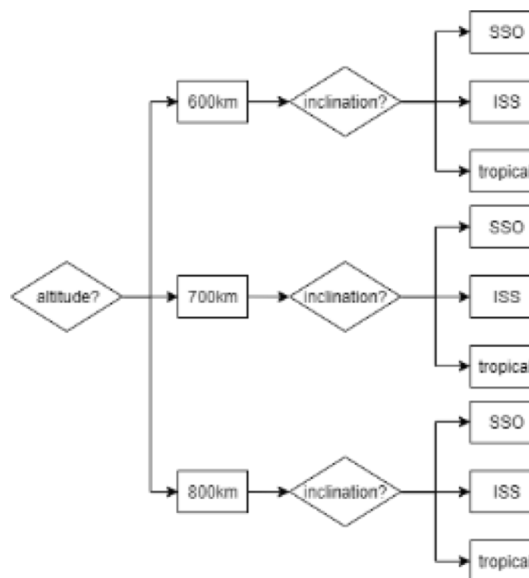 SSO
600km
inclination?
ISS
tropical
SSO
altitude?
700km
inclination?
ISS
tropical
SSO
800km
inclination?
ISS
tropical